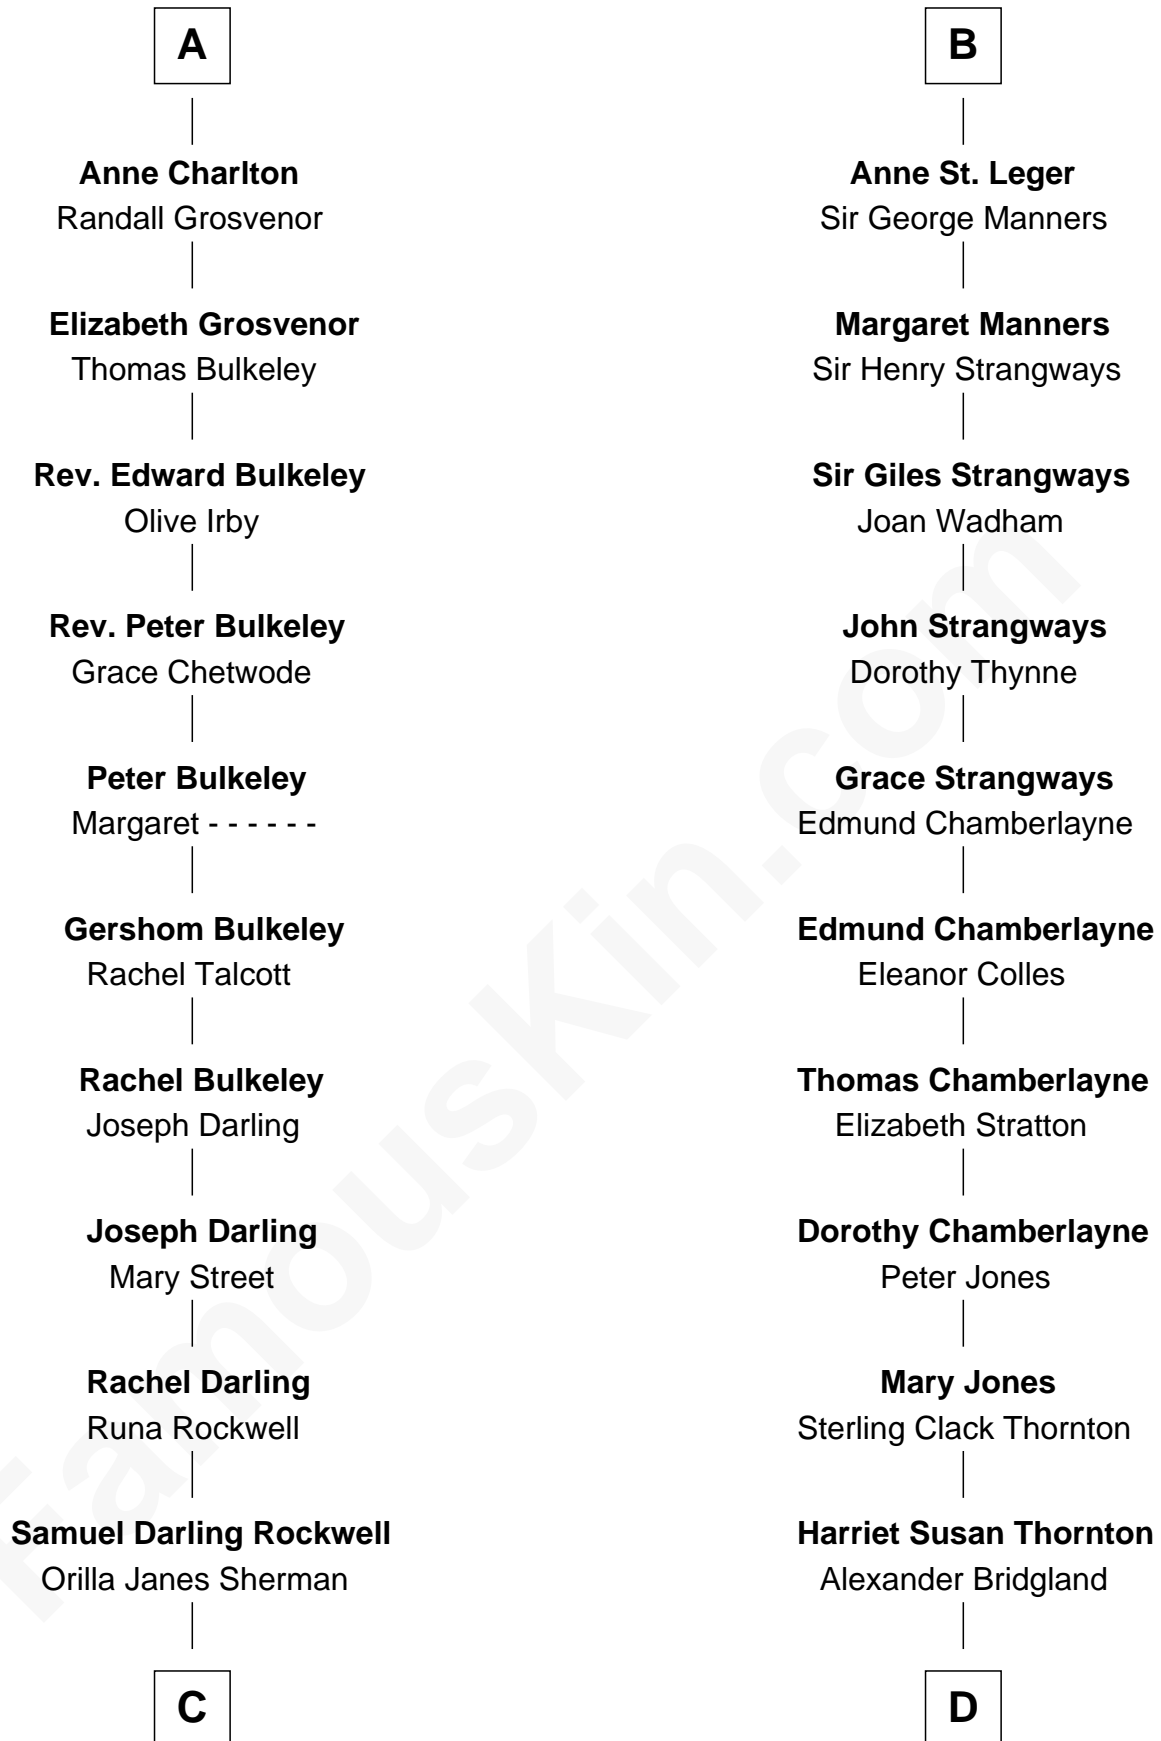 A
Anne Charlton
Randall Grosvenor
Elizabeth Grosvenor
Thomas Bulkeley
Rev. Edward Bulkeley
Olive Irby
Rev. Peter Bulkeley
Grace Chetwode
Peter Bulkeley
Margaret - - - - - -
Gershom Bulkeley
Rachel Talcott
Rachel Bulkeley
Joseph Darling
Joseph Darling
Mary Street
Rachel Darling
Runa Rockwell
Samuel Darling Rockwell
Orilla Janes Sherman
C
B
Anne St. Leger
Sir George Manners
Margaret Manners
Sir Henry Strangways
Sir Giles Strangways
Joan Wadham
John Strangways
Dorothy Thynne
Grace Strangways
Edmund Chamberlayne
Edmund Chamberlayne
Eleanor Colles
Thomas Chamberlayne
Elizabeth Stratton
Dorothy Chamberlayne
Peter Jones
Mary Jones
Sterling Clack Thornton
Harriet Susan Thornton
Alexander Bridgland
D
FamousKin.com